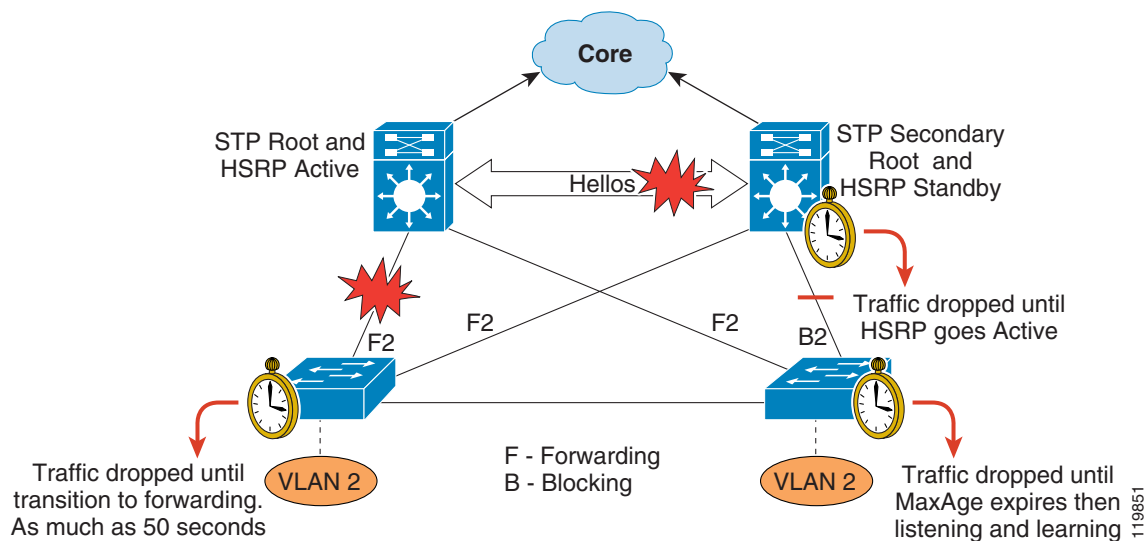 Core
STP Root and
HSRP Active
STP Secondary
Root and
HSRP Standby
Hellos
Traffic dropped until
HSRP goes Active
F2
F2
F2
B2
Traffic dropped until
transition to forwarding.
As much as 50 seconds
VLAN 2
F - Forwarding
B - Blocking
VLAN 2
Traffic dropped until
MaxAge expires then
listening and learning
119851